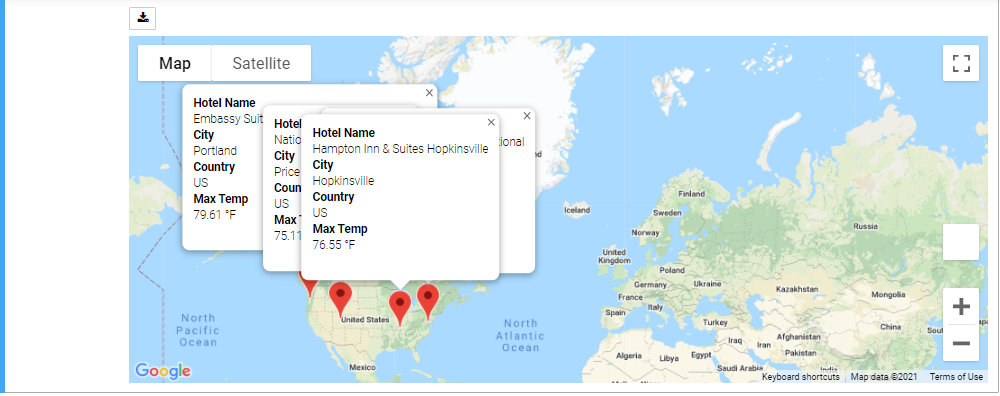 Map
Satellite
Hotel Name
Embassy Suit
City
Portland
Country
US
Max Temp
79.61 °F
Hotel
Natio
City
Price
Coun
US
Max T
75.11
Hotel Name
Hampton Inn & Suites Hopkinsville
City
Hopkinsville
Country
US
Max Temp
76.55 °F
tional
nd
Iceland
Finland
Sweden
Norway
Russia
United
Kingdom
Poland
Germany
Ukraine
France
Kazakhstan
Mongolia
Italy
Spain
Turkey
China
Sout
Iraq
Iran
Afghanistan
Pakistan
Algeria
Libya
Egypt
Saudi Arabia
India
North
Pacific
Ocean
United States
North
Atlantic
Ocean
Mexico
Google
Keyboard shortcuts
Map data ©2021
Terms of Use